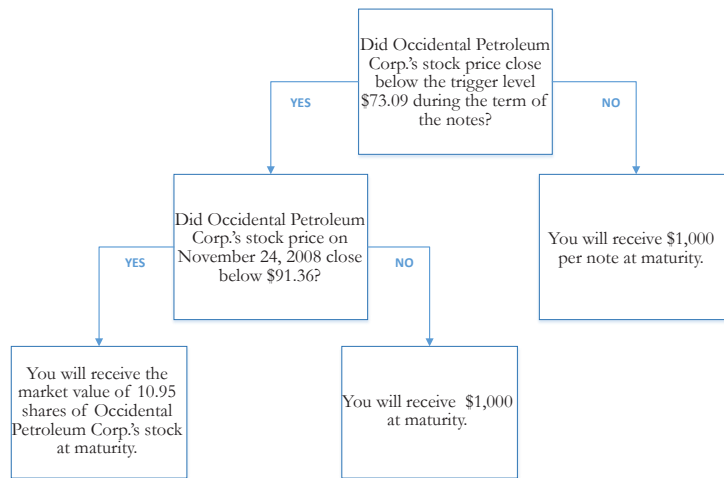 Did Occidental Petroleum
Corp.'s stock price close
below the trigger level
$73.09 during the term of
the notes?
YES
NO
Did Occidental Petroleum
Corp.'s stock price on
November 24, 2008 close
below $91.36?
You will receive $1,000
per note at maturity.
YES
NO
You will receive the
market value of 10.95
shares of Occidental
Petroleum Corp.'s stock
at maturity.
You will receive $1,000
at maturity.